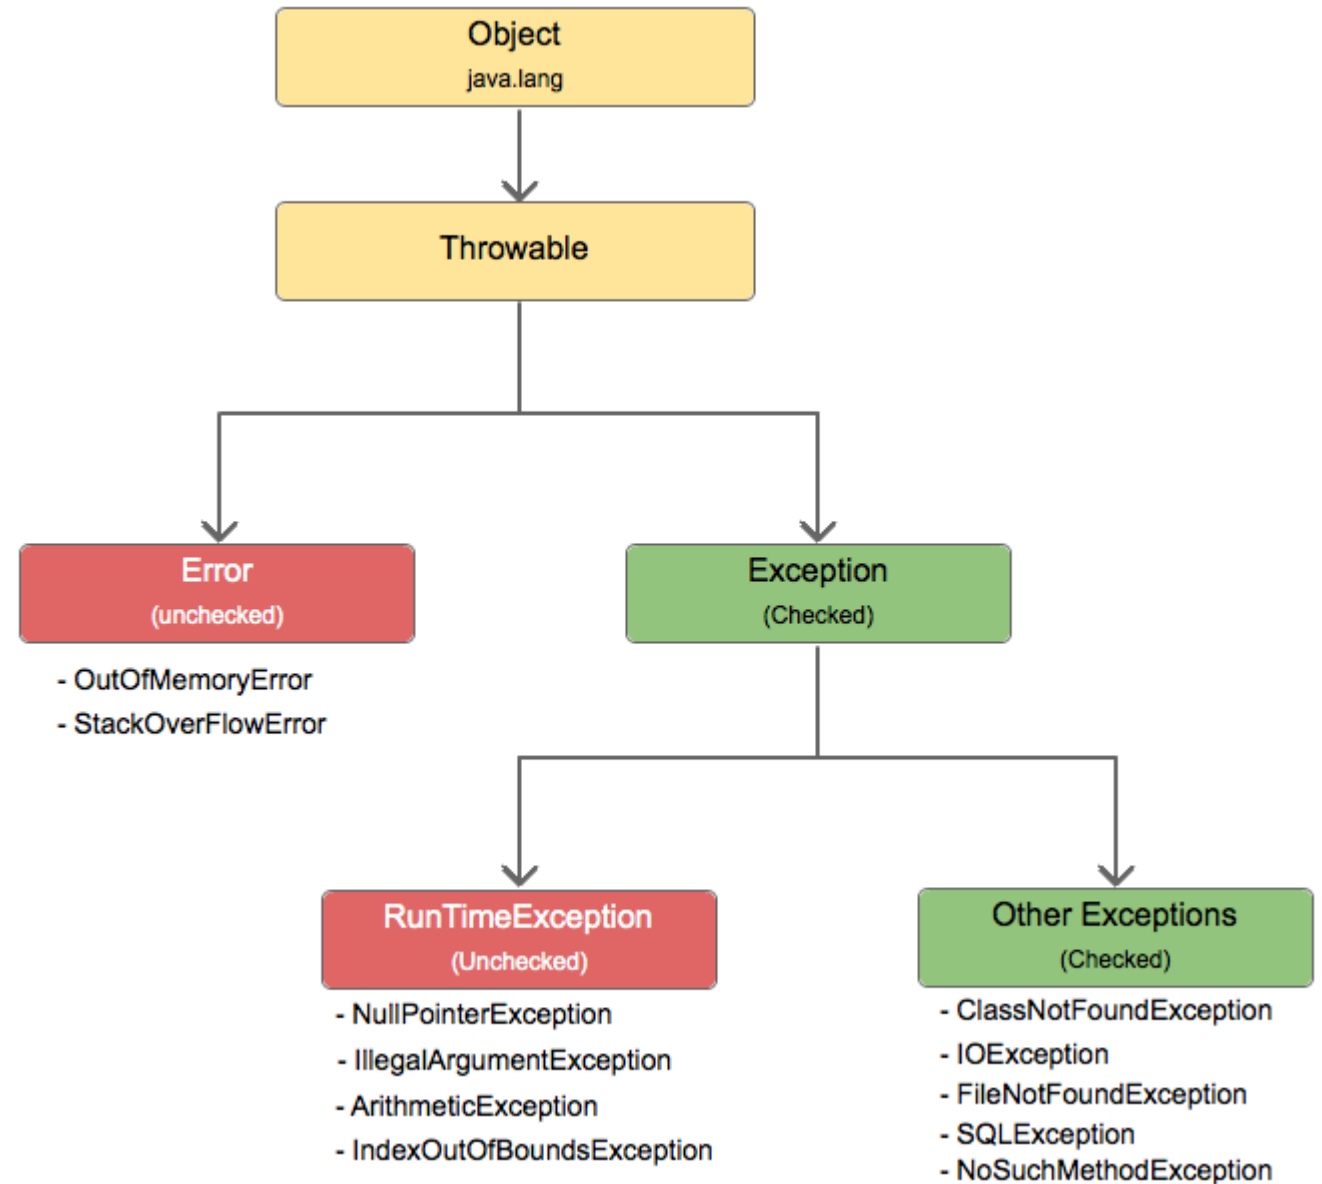 Object
java.lang
Throwable
Error
(unchecked)
- OutOfMemoryError
- StackOverFlowError
Exception
(Checked)
RunTimeException
(Unchecked)
- NullPointerException
- IllegalArgumentException
- ArithmeticException
- IndexOutOfBoundsException
Other Exceptions
(Checked)
- ClassNotFoundException
- IOException
- FileNotFoundException
- SQLException
- NoSuchMethodException